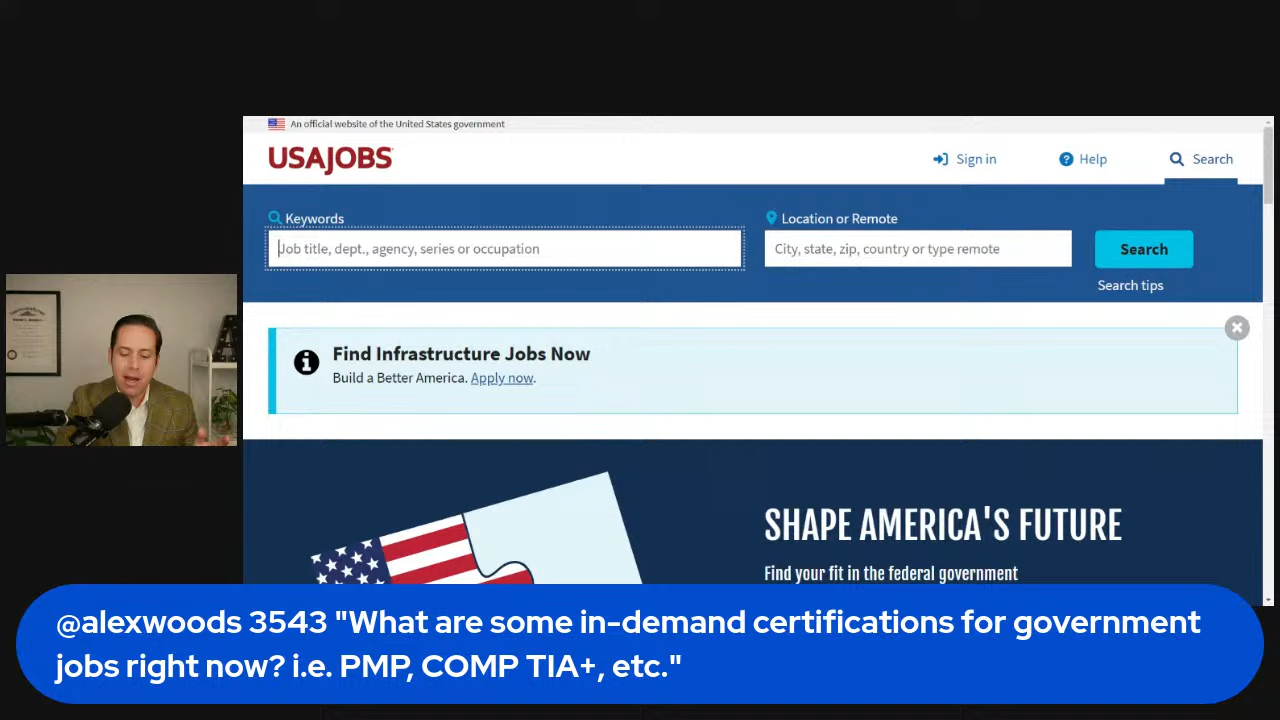 An official website of the United States government
USAJOBS
Sign in
Help
Search
Keywords
Location or Remote
Job title, dept., agency, series or occupation
City, state, zip, country or type remote
Search
Search tips
Find Infrastructure Jobs Now
Build a Better America. Apply now.
SHAPE AMERICA'S FUTURE
Find your fit in the federal government
@alexwoods 3543 "What are some in-demand certifications for government
jobs right now? i.e. PMP, COMP TIA+, etc."